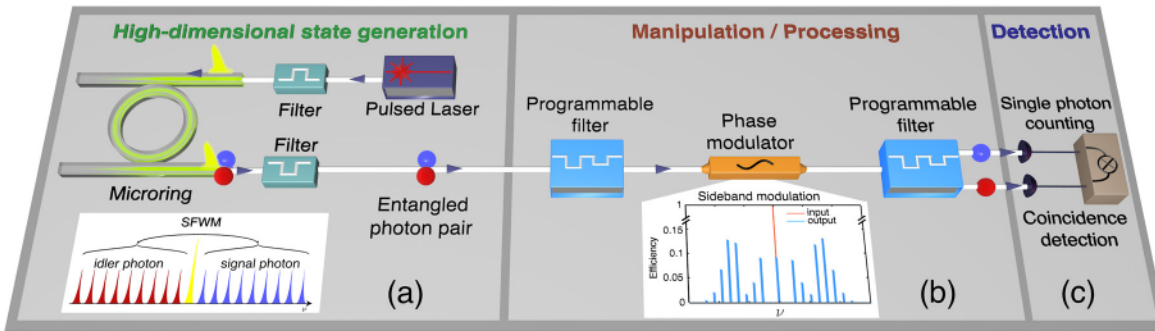 High-dimensional state generation
Manipulation / Processing
Detection
Filter
Pulsed Laser
Filter
Microring
Entangled
photon pair
SFWM
idler photon
signal photon
ν
(a)
Programmable
filter
Phase
modulator
Programmable
filter
Sideband modulation
input
output
Efficiency
1
0.15
0.1
0.05
0
ν
(b)
Single photon
counting
Coincidence
detection
(c)